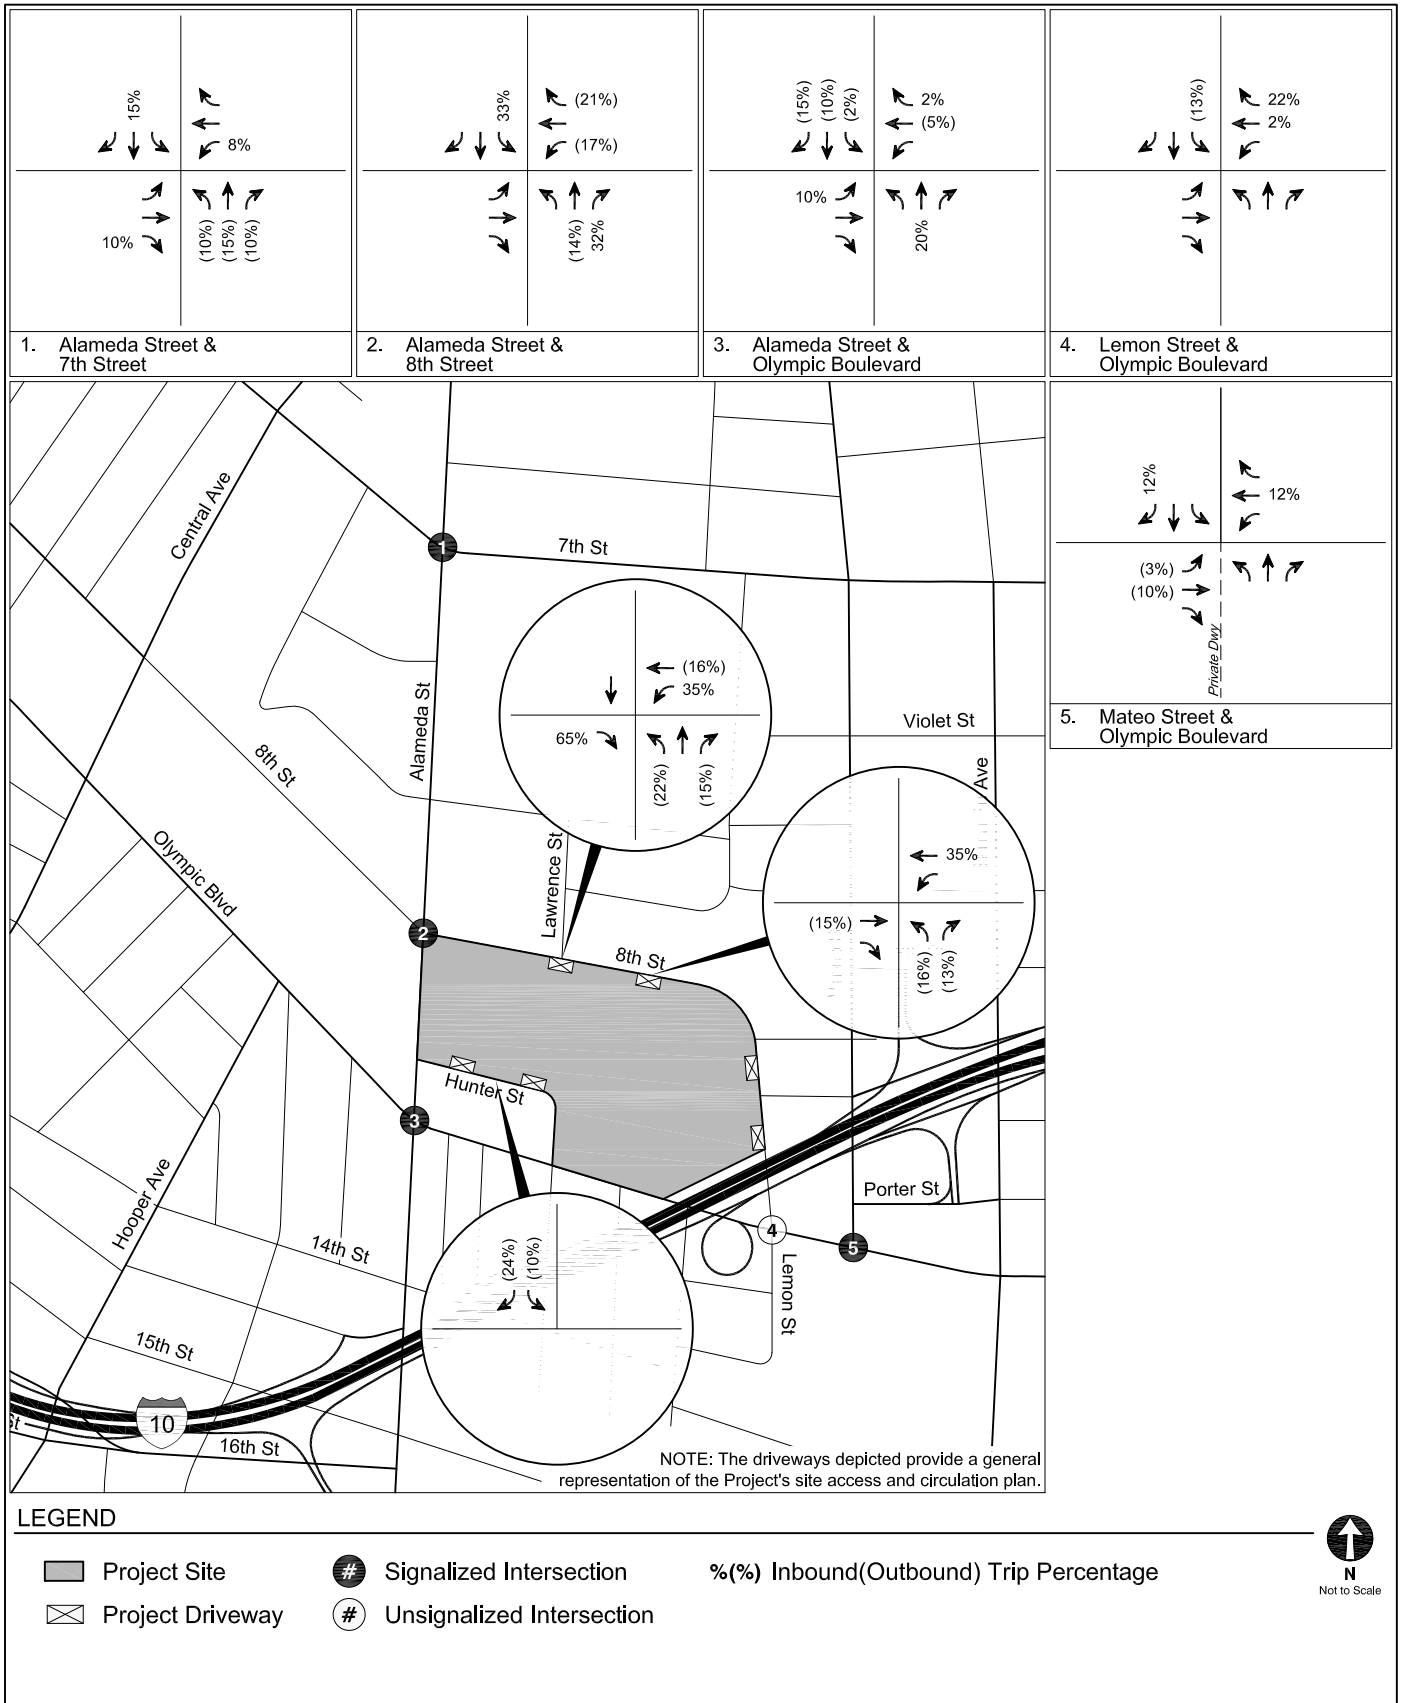 15%
8%
10%
(10%)
(15%)
(10%)
1. Alameda Street &
7th Street
33%
(21%)
(17%)
(14%)
32%
2. Alameda Street &
8th Street
(15%)
(10%)
(2%)
2%
(5%)
10%
20%
3. Alameda Street &
Olympic Boulevard
(13%)
22%
2%
4. Lemon Street &
Olympic Boulevard
12%
12%
(3%)
(10%)
Private Dwy
5. Mateo Street &
Olympic Boulevard
Central Ave
1
7th St
Alameda St
8th St
Olympic Blvd
(16%)
35%
65%
(22%)
(15%)
Violet St
Ave
Lawrence St
35%
(15%)
(16%)
(13%)
2
8th St
Hunter St
3
Hooper Ave
Porter St
4
5
Lemon St
14th St
(24%)
(10%)
15th St
10
St
16th St
NOTE: The driveways depicted provide a general
representation of the Project's site access and circulation plan.
LEGEND
Project Site
# Signalized Intersection
%(%) Inbound(Outbound) Trip Percentage
Project Driveway
# Unsignalized Intersection
N
Not to Scale